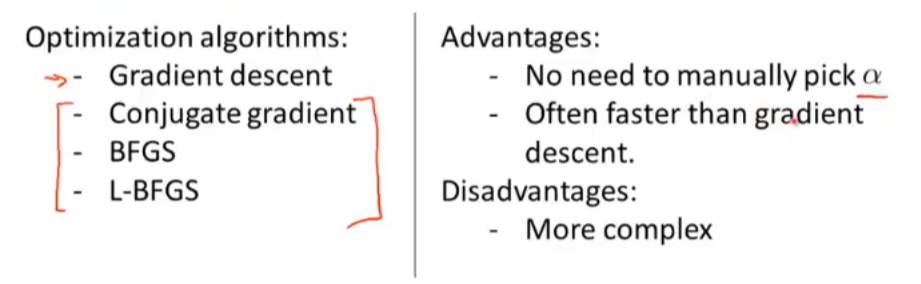 Optimization algorithms:
- Gradient descent
- Conjugate gradient
- BFGS
- L-BFGS
Advantages:
- No need to manually pick α
- Often faster than gradient
descent.
Disadvantages:
- More complex